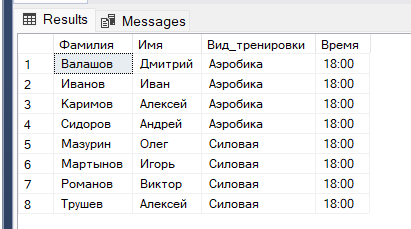 Results Messages
Фамилия Имя Вид_тренировки Время
1 Валашов Дмитрий Аэробика 18:00
2 Иванов Иван Аэробика 18:00
3 Каримов Алексей Аэробика 18:00
4 Сидоров Андрей Аэробика 18:00
5 Мазурин Олег Силовая 18:00
6 Мартынов Игорь Силовая 18:00
7 Романов Виктор Силовая 18:00
8 Трушев Алексей Силовая 18:00